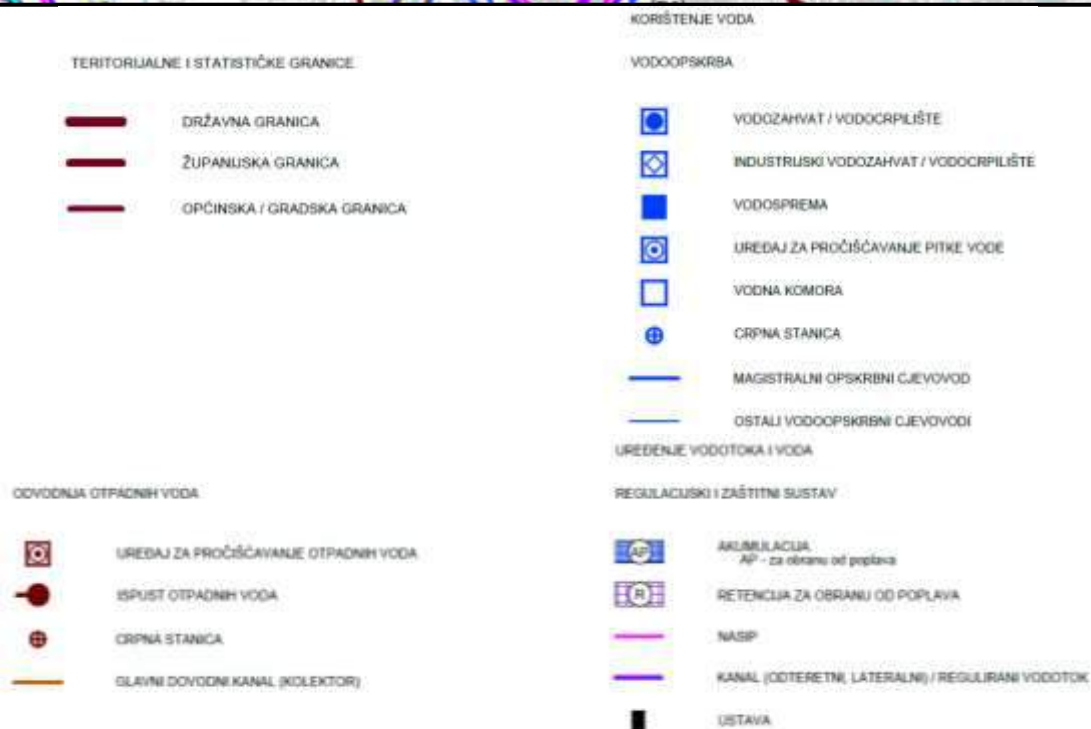 TERITORIJALNE I STATISTIČKE GRANICE
DRŽAVNA GRANICA
ŽUPANIJSKA GRANICA
OPĆINSKA / GRADSKA GRANICA
KORIŠTENJE VODA
VODOOPSKRBA
VODOZAHVAT / VODOCRPILIŠTE
INDUSTRIJSKI VODOZAHVAT / VODOCRPILIŠTE
VODOSPREMA
UREĐAJ ZA PROČIŠĆAVANJE PITKE VODE
VODNA KOMORA
CRPNA STANICA
MAGISTRALNI OPSKRBNI CJEVOVOD
OSTALI VODOOPSKRBNI CJEVOVODI
ODVODNJA OTPADNIH VODA
UREĐAJ ZA PROČIŠĆAVANJE OTPADNIH VODA
ISPUST OTPADNIH VODA
CRPNA STANICA
GLAVNI DOVODNI KANAL (KOLEKTOR)
UREĐENJE VODOTOKA I VODA
REGULACIJSKI I ZAŠTITNI SUSTAV
AP AKUMULACIJA
AP - za obranu od poplava
R RETENCIJA ZA OBRANU OD POPLAVA
NASIP
KANAL (ODTERETNI, LATERALNI) / REGULIRANI VODOTOK
USTAVA